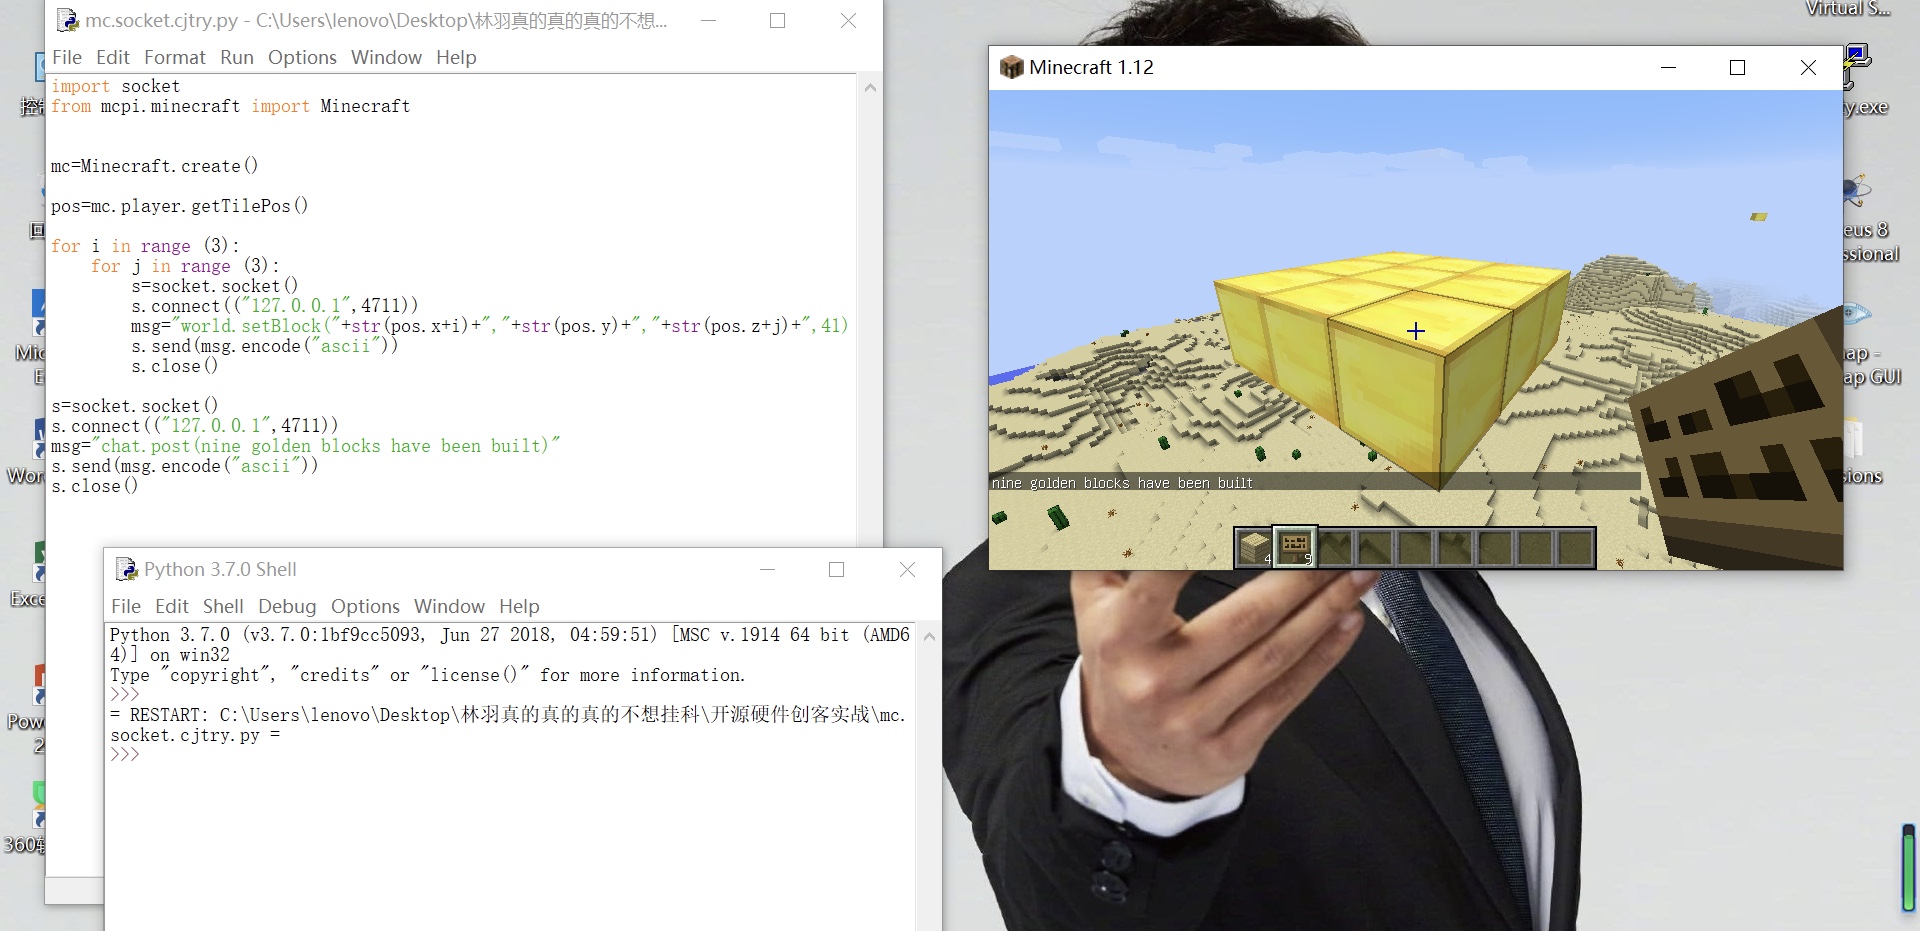 mc.socket.cjtry.py - C:\Users\lenovo\Desktop\林羽真的真的真的不想...
File Edit Format Run Options Window Help
import socket
from mcpi.minecraft import Minecraft
mc=Minecraft.create()
pos=mc.player.getTilePos()
for i in range (3):
for j in range (3):
s=socket.socket()
s.connect(("127.0.0.1",4711))
msg="world.setBlock("+str(pos.x+i)+","+str(pos.y)+","+str(pos.z+j)+",41)
s.send(msg.encode("ascii"))
s.close()
s=socket.socket()
s.connect(("127.0.0.1",4711))
msg="chat.post(nine golden blocks have been built)"
s.send(msg.encode("ascii"))
s.close()
Python 3.7.0 Shell
File Edit Shell Debug Options Window Help
Python 3.7.0 (v3.7.0:1bf9cc5093, Jun 27 2018, 04:59:51) [MSC v.1914 64 bit (AMD6
4)] on win32
Type "copyright", "credits" or "license()" for more information.
>>>
= RESTART: C:\Users\lenovo\Desktop\林羽真的真的真的不想挂科\开源硬件创客实战\mc.
socket.cjtry.py =
>>>
Minecraft 1.12
nine golden blocks have been built
4
9
Virtual S...
y.exe
eus 8
ssional
ap -
ap GUI
sions
控
回
Mic
E
Wor
Exce
Pow
2
360